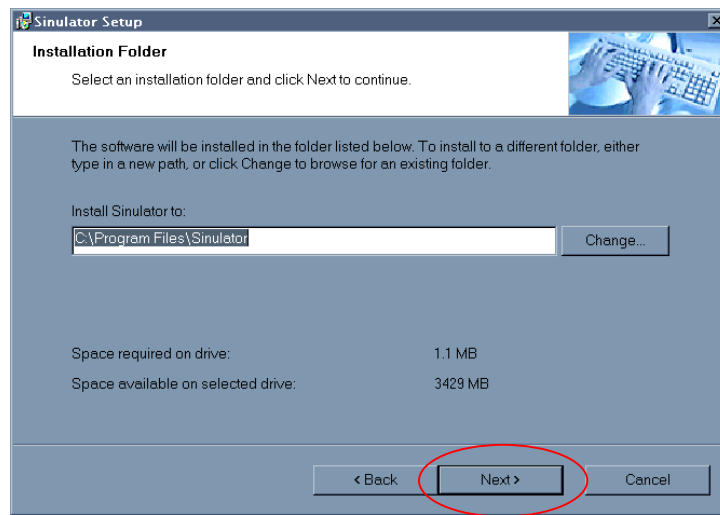 Sinulator Setup
Installation Folder
Select an installation folder and click Next to continue.
The software will be installed in the folder listed below. To install to a different folder, either
type in a new path, or click Change to browse for an existing folder.
Install Sinulator to:
C:\Program Files\Sinulator
Change...
Space required on drive: 1.1 MB
Space available on selected drive: 3429 MB
< Back Next > Cancel